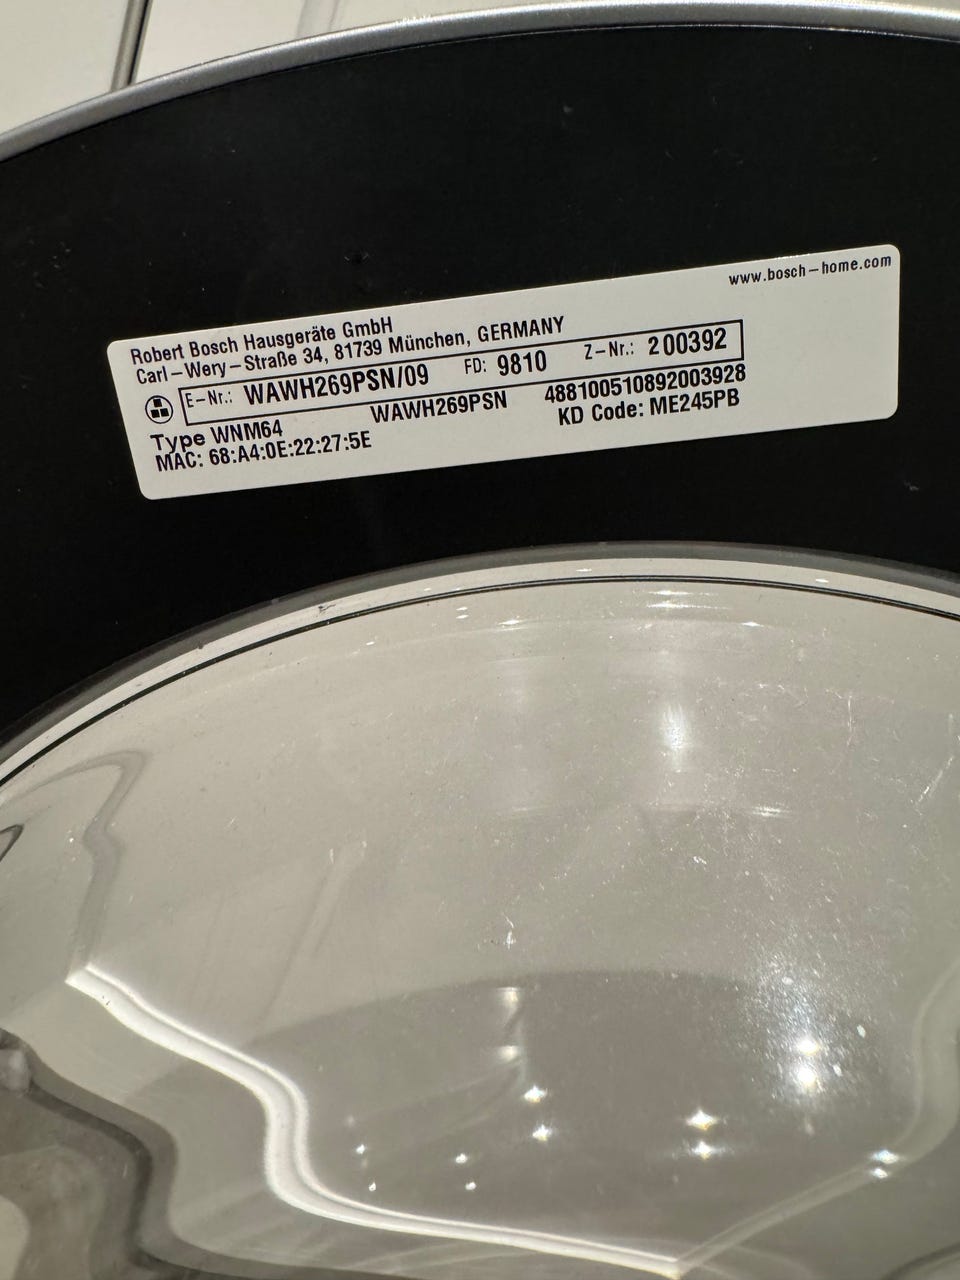 www.bosch-home.com
Robert Bosch Hausgeräte GmbH
Carl-Wery-Straße 34, 81739 München, GERMANY
E-Nr.: WAWH269PSN/09 FD: 9810 Z-Nr.: 200392
Type WNM64 WAWH269PSN 488100510892003928
MAC: 68:A4:0E:22:27:5E KD Code: ME245PB